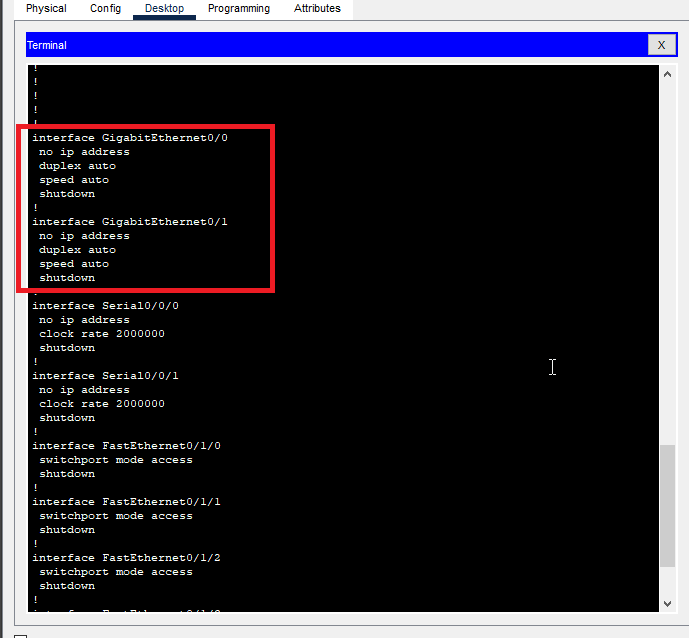 Physical Config Desktop Programming Attributes
Terminal X
!
!
!
!
!
interface GigabitEthernet0/0
no ip address
duplex auto
speed auto
shutdown
!
interface GigabitEthernet0/1
no ip address
duplex auto
speed auto
shutdown
!
interface Serial0/0/0
no ip address
clock rate 2000000
shutdown
!
interface Serial0/0/1
no ip address
clock rate 2000000
shutdown
!
interface FastEthernet0/1/0
switchport mode access
shutdown
!
interface FastEthernet0/1/1
switchport mode access
shutdown
!
interface FastEthernet0/1/2
switchport mode access
shutdown
!